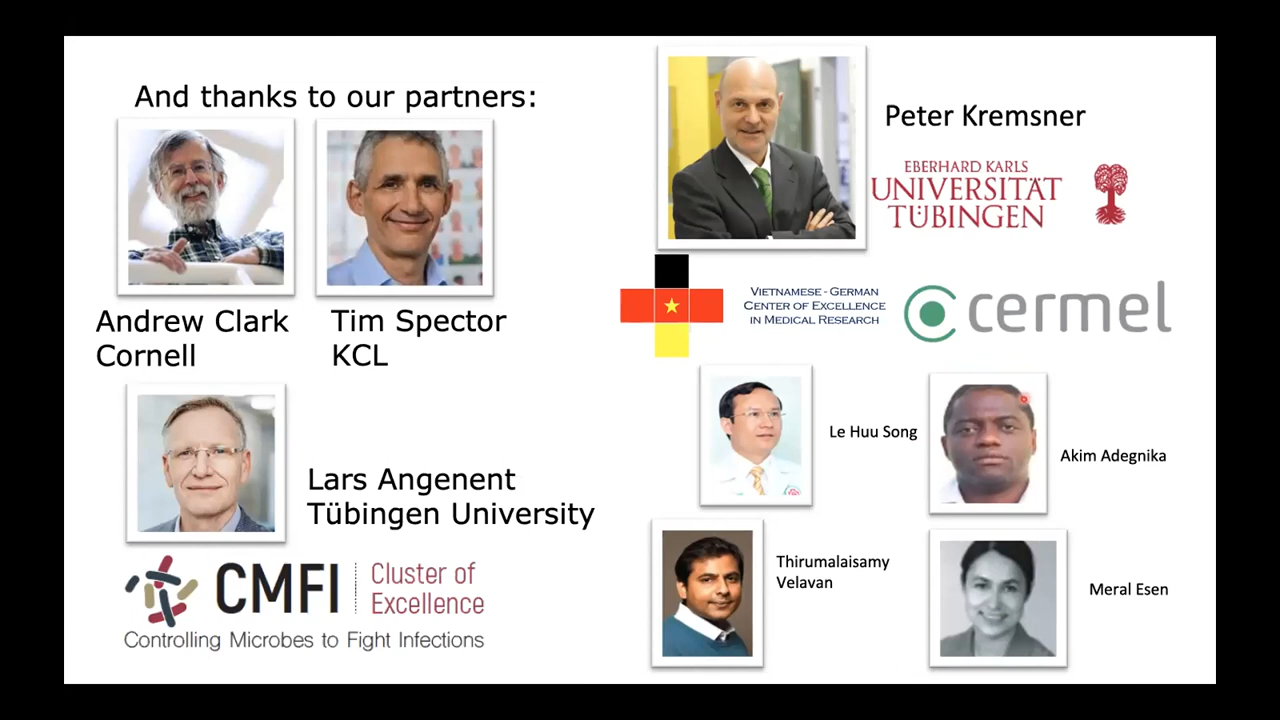 And thanks to our partners:
Andrew Clark
Cornell
Tim Spector
KCL
Lars Angenent
Tübingen University
CMFI
Cluster of
Excellence
Controlling Microbes to Fight Infections
Peter Kremsner
EBERHARD KARLS
UNIVERSITÄT
TÜBINGEN
VIETNAMESE - GERMAN
CENTER OF EXCELLENCE
IN MEDICAL RESEARCH
cermel
Le Huu Song
Akim Adegnika
Thirumalaisamy
Velavan
Meral Esen